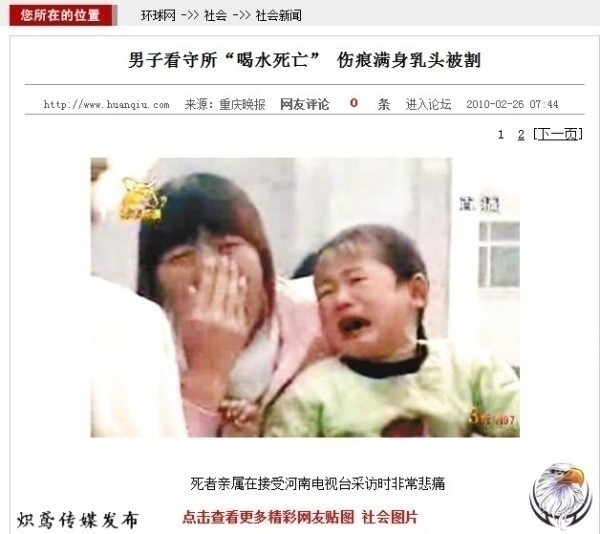 您所在的位置 环球网 ->> 社会 ->> 社会新闻
男子看守所“喝水死亡” 伤痕满身乳头被割
http://www.huanqiu.com 来源：重庆晚报 网友评论 0 条 进入论坛 2010-02-26 07:44
1 2 [下一页]
直播
死者亲属在接受河南电视台采访时非常悲痛
点击查看更多精彩网友贴图 社会图片
炽鸢传媒发布